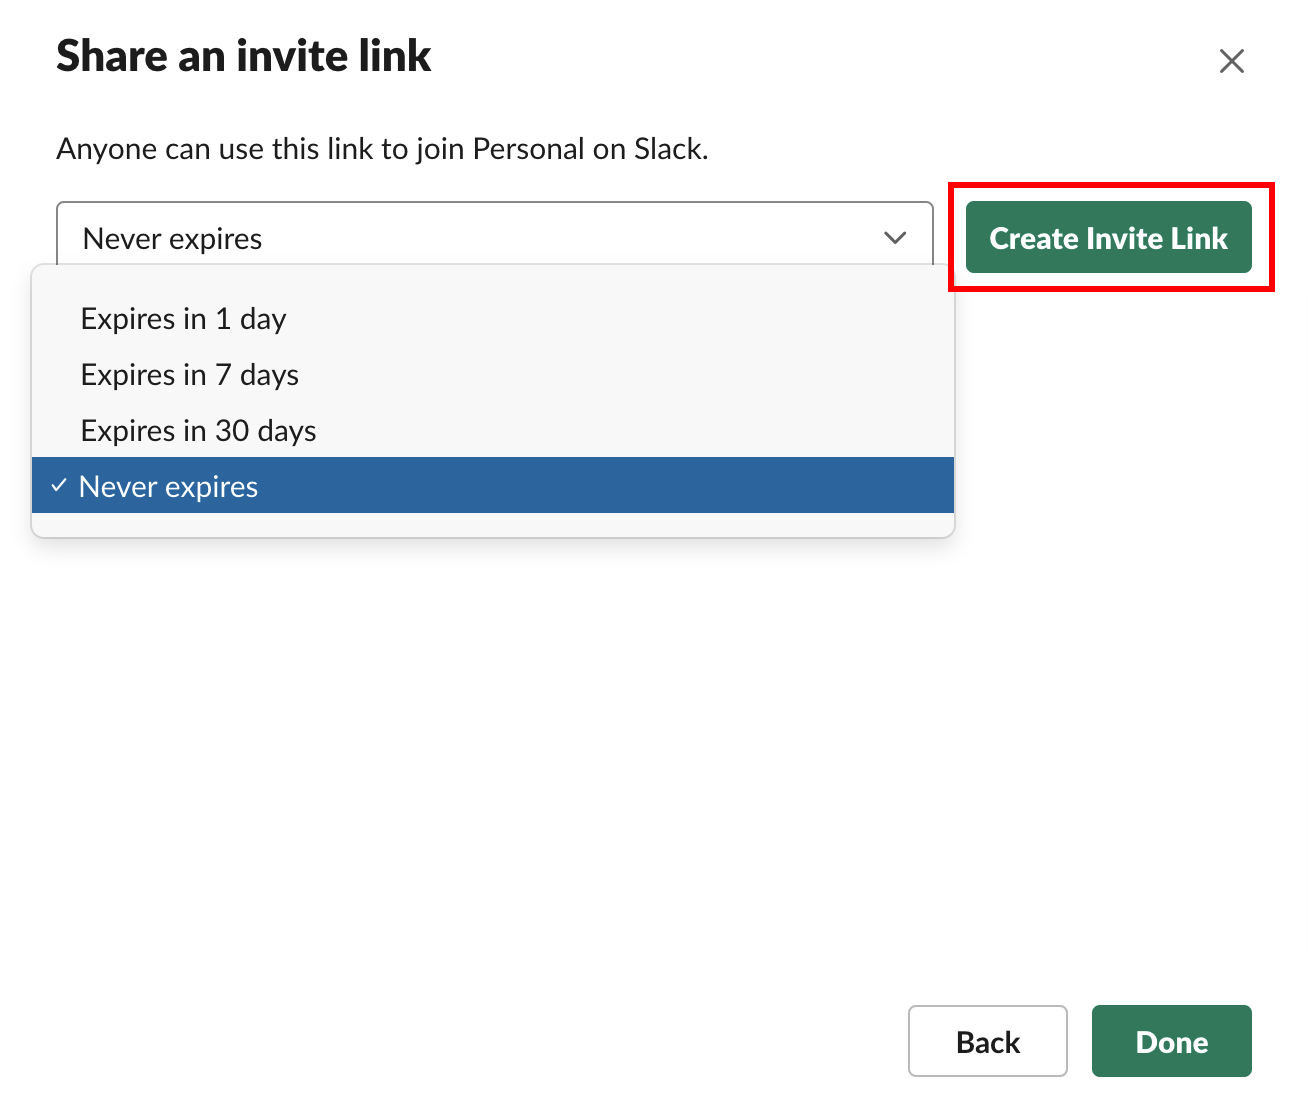 Share an invite link
Anyone can use this link to join Personal on Slack.
Never expires
Create Invite Link
Expires in 1 day
Expires in 7 days
Expires in 30 days
Never expires
Back
Done